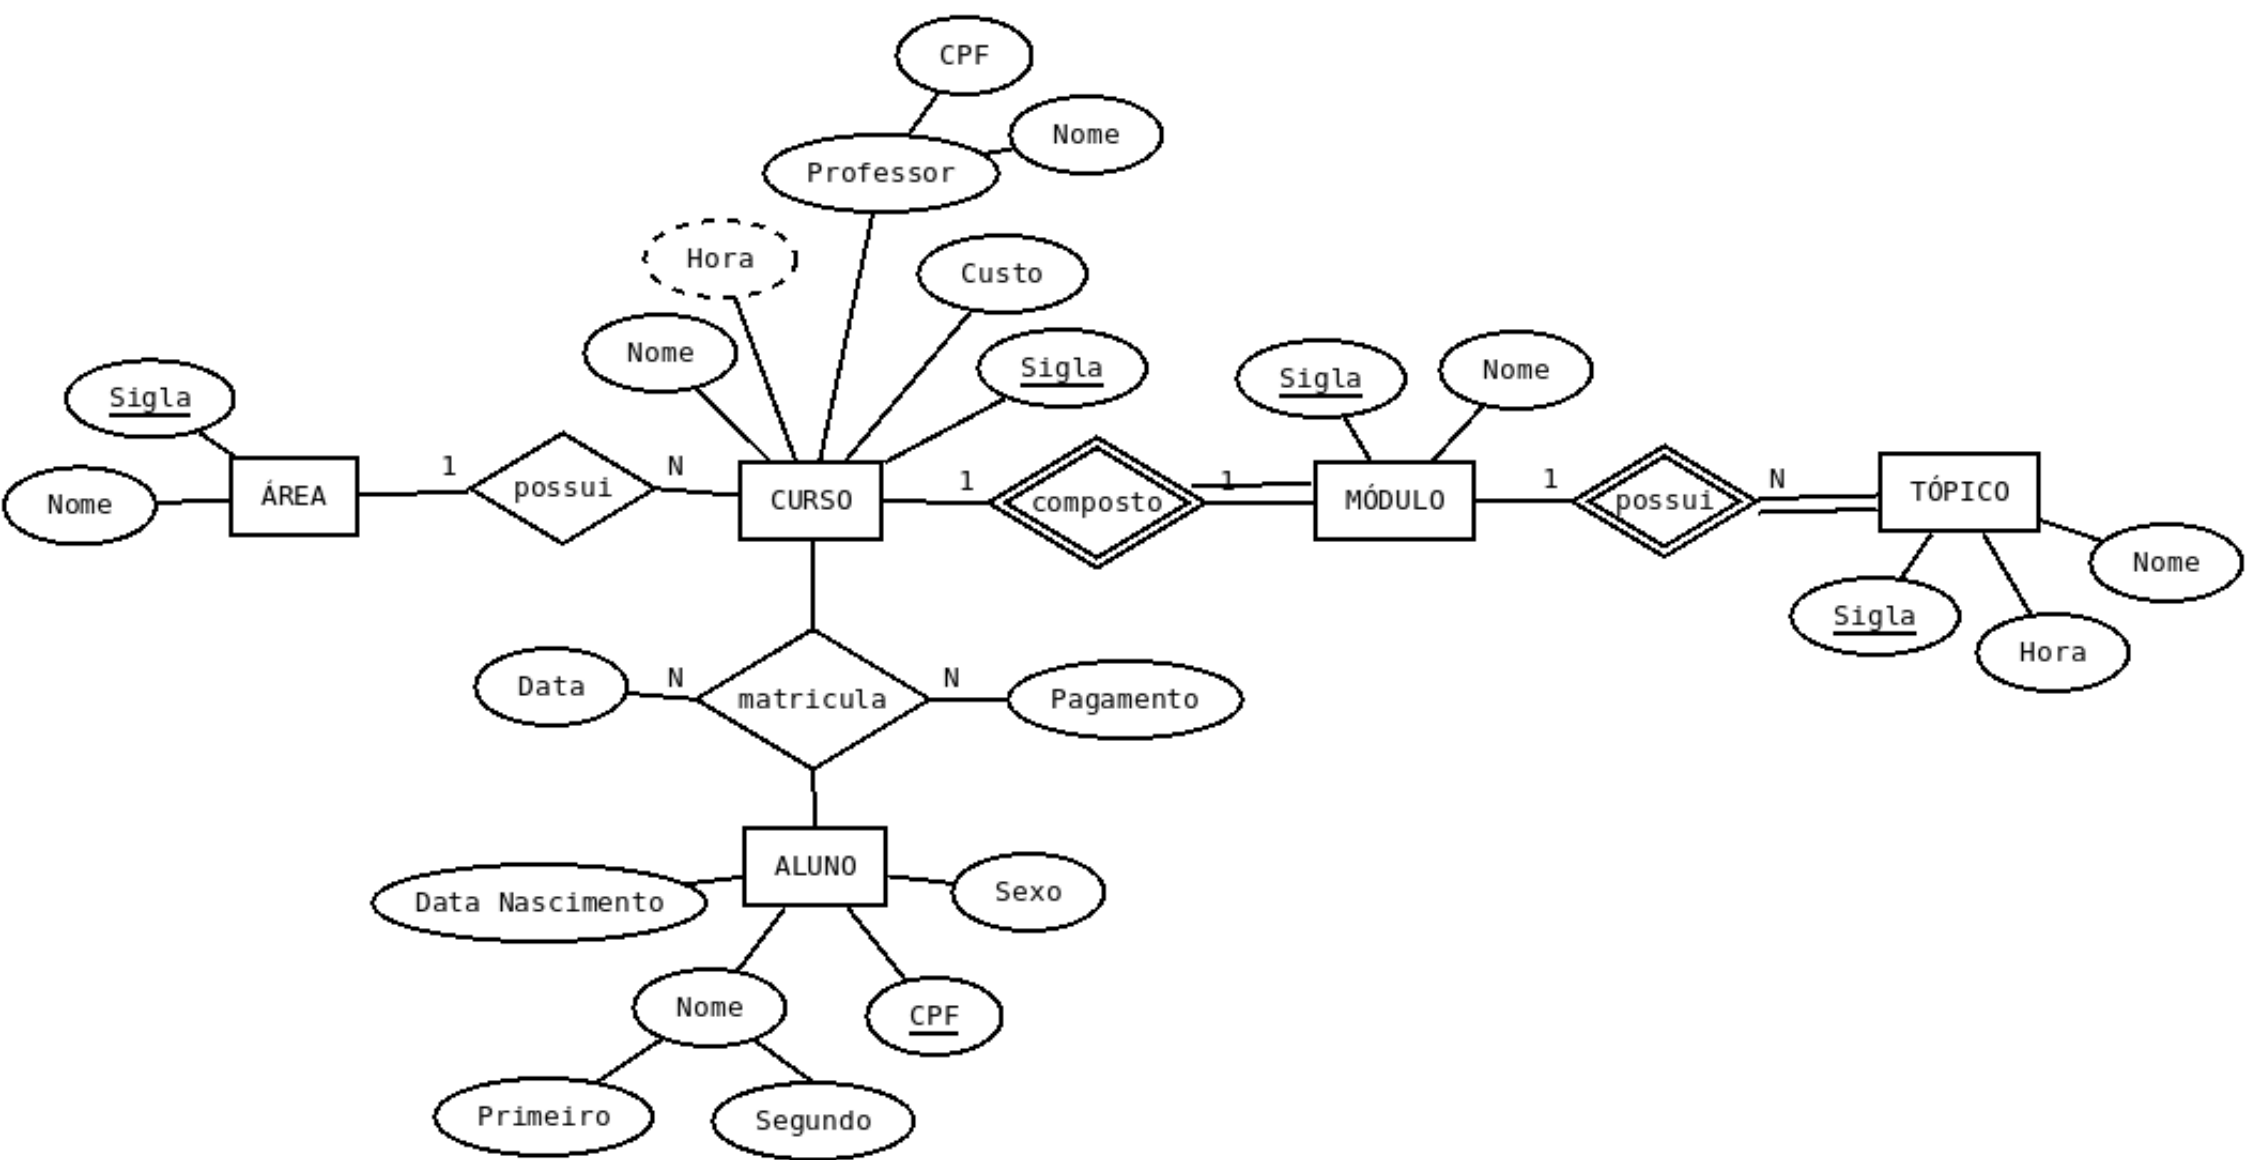 CPF
Nome
Professor
Hora
Custo
Nome
Sigla
Sigla
Nome
Sigla
Nome
ÁREA
1
possui
N
CURSO
1
composto
1
MÓDULO
1
possui
N
TÓPICO
Nome
Sigla
Hora
Data
N
matricula
N
Pagamento
ALUNO
Data Nascimento
Sexo
Nome
CPF
Primeiro
Segundo